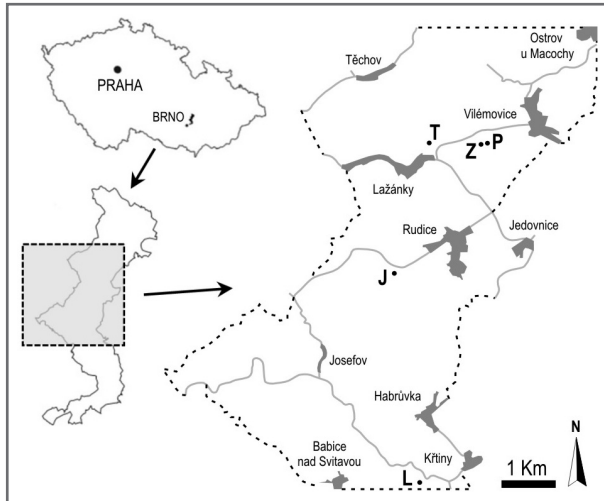 PRAHA
BRNO
Ostrov
u Macochy
Těchov
Vilémovice
T
Z
P
Lažánky
Rudice
Jedovnice
J
Josefov
Habrůvka
Babice
nad Svitavou
Křtiny
L
N
1 Km